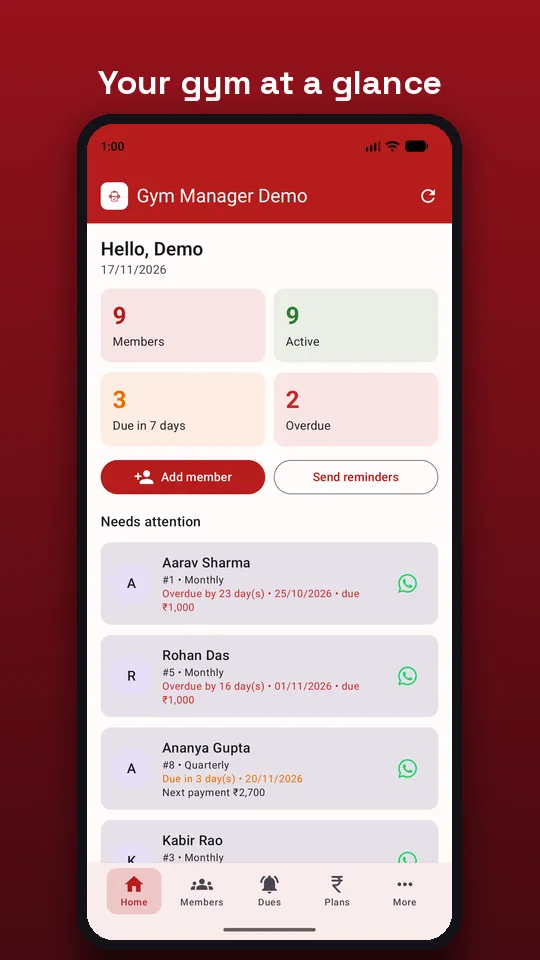 Your gym at a glance
1:00
Gym Manager Demo
Hello, Demo
17/11/2026
9
Members
9
Active
3
Due in 7 days
2
Overdue
Add member
Send reminders
Needs attention
A
Aarav Sharma
#1 • Monthly
Overdue by 23 day(s) • 25/10/2026 • due
₹1,000
R
Rohan Das
#5 • Monthly
Overdue by 16 day(s) • 01/11/2026 • due
₹1,000
A
Ananya Gupta
#8 • Quarterly
Due in 3 day(s) • 20/11/2026
Next payment ₹2,700
K
Kabir Rao
#3 • Monthly
Home
Members
Dues
Plans
More